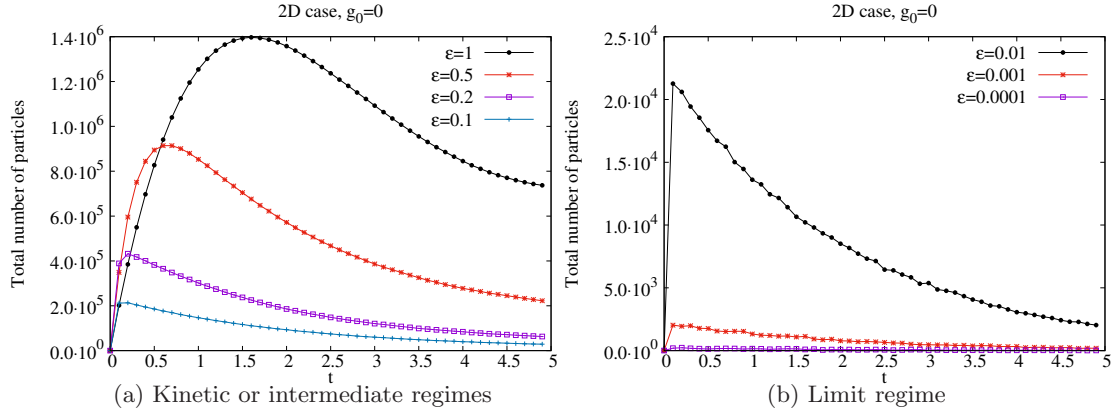 2D case, g₀=0
Total number of particles
1.4·10⁶
1.2·10⁶
1.0·10⁶
8.0·10⁵
6.0·10⁵
4.0·10⁵
2.0·10⁵
0.0·10⁰
ε=1
ε=0.5
ε=0.2
ε=0.1
0 0.5 1 1.5 2 2.5 3 3.5 4 4.5 5
t
(a) Kinetic or intermediate regimes
2D case, g₀=0
Total number of particles
2.5·10⁴
2.0·10⁴
1.5·10⁴
1.0·10⁴
5.0·10³
0.0·10⁰
ε=0.01
ε=0.001
ε=0.0001
0 0.5 1 1.5 2 2.5 3 3.5 4 4.5 5
t
(b) Limit regime